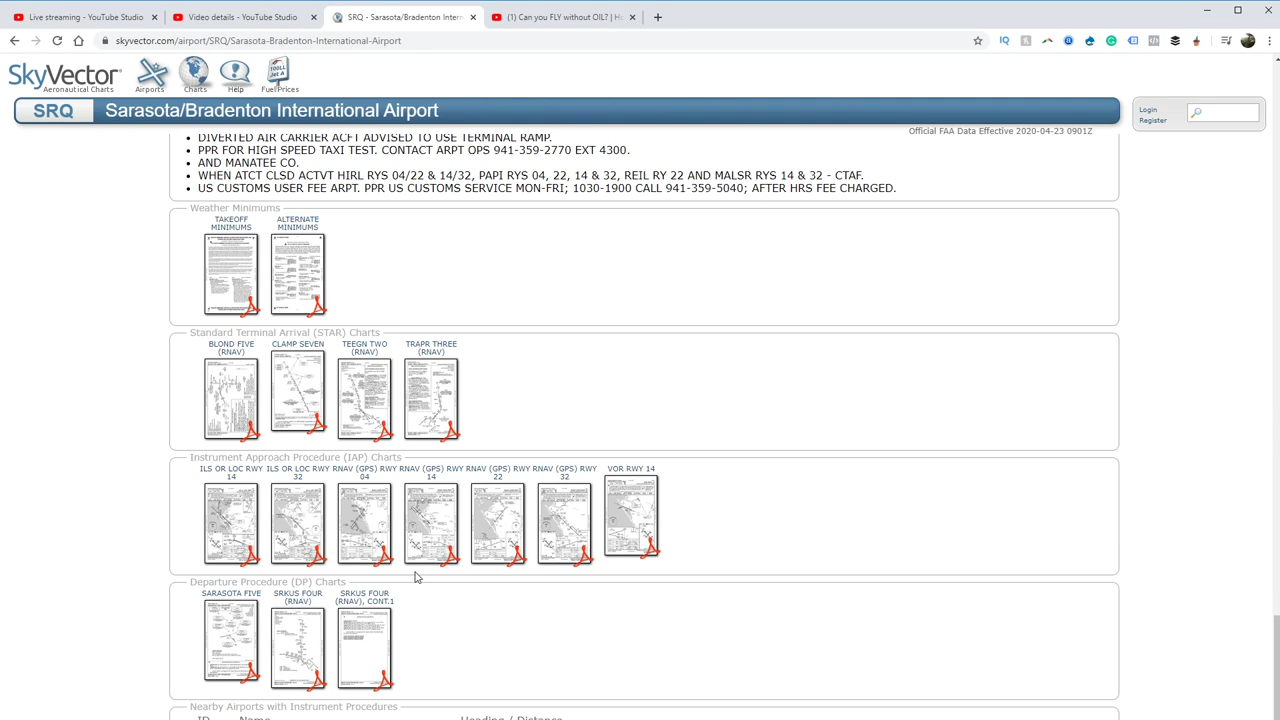 Live streaming - YouTube Studio
Video details - YouTube Studio
SRQ - Sarasota/Bradenton Intern
(1) Can you FLY without OIL? | H
skyvector.com/airport/SRQ/Sarasota-Bradenton-International-Airport
SkyVector
Aeronautical Charts
Airports
Charts
Help
100LL
Jet A
Fuel Prices
SRQ
Sarasota/Bradenton International Airport
Login
Register
Official FAA Data Effective 2020-04-23 0901Z
• DIVERTED AIR CARRIER ACFT ADVISED TO USE TERMINAL RAMP.
• PPR FOR HIGH SPEED TAXI TEST. CONTACT ARPT OPS 941-359-2770 EXT 4300.
• AND MANATEE CO.
• WHEN ATCT CLSD ACTVT HIRL RYS 04/22 & 14/32, PAPI RYS 04, 22, 14 & 32, REIL RY 22 AND MALSR RYS 14 & 32 - CTAF.
• US CUSTOMS USER FEE ARPT. PPR US CUSTOMS SERVICE MON-FRI; 1030-1900 CALL 941-359-5040; AFTER HRS FEE CHARGED.
Weather Minimums
TAKEOFF MINIMUMS
ALTERNATE MINIMUMS
Standard Terminal Arrival (STAR) Charts
BLOND FIVE (RNAV)
CLAMP SEVEN
TEEGN TWO (RNAV)
TRAPR THREE (RNAV)
Instrument Approach Procedure (IAP) Charts
ILS OR LOC RWY 14
ILS OR LOC RWY 32
RNAV (GPS) RWY 04
RNAV (GPS) RWY 14
RNAV (GPS) RWY 22
RNAV (GPS) RWY 32
VOR RWY 14
Departure Procedure (DP) Charts
SARASOTA FIVE
SRKUS FOUR (RNAV)
SRKUS FOUR (RNAV), CONT.1
Nearby Airports with Instrument Procedures
ID Name Heading / Distance